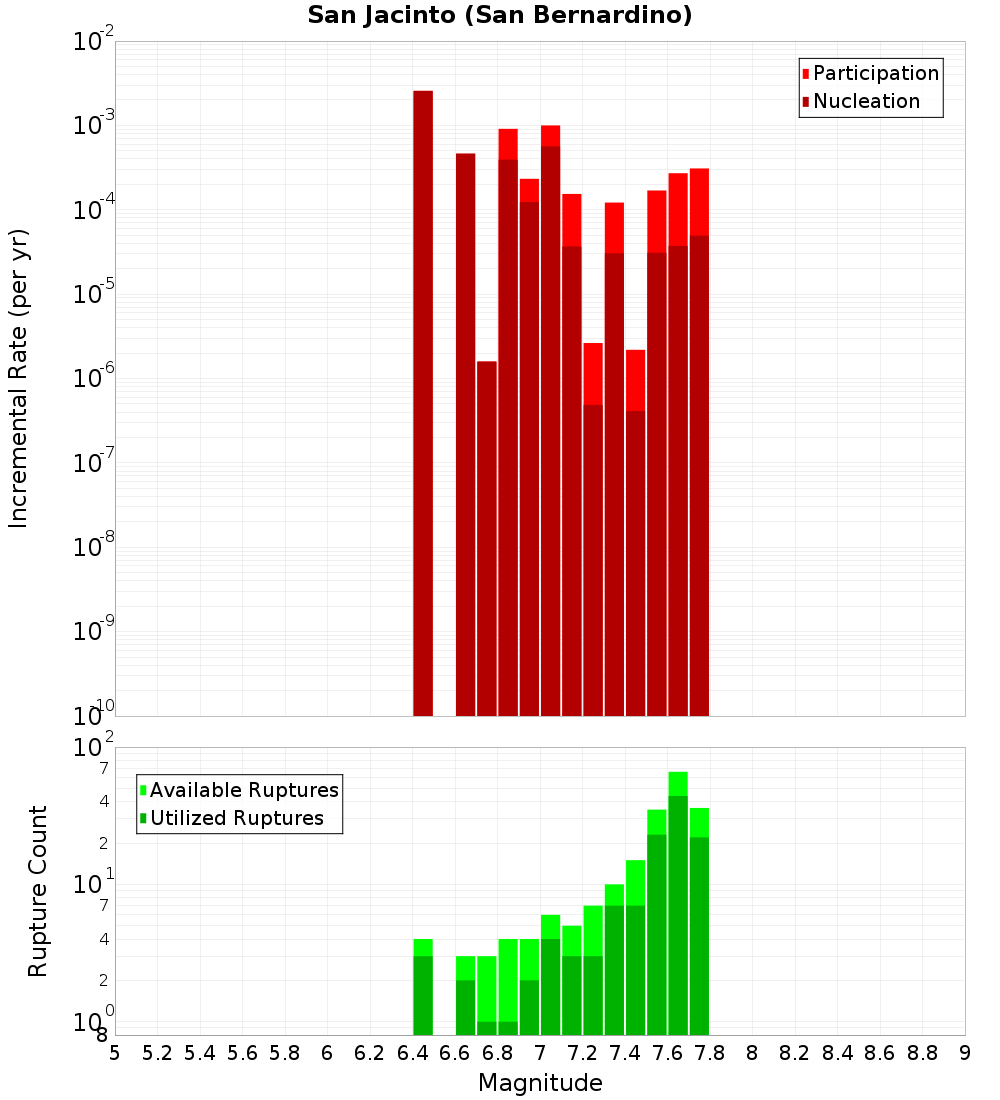 San Jacinto (San Bernardino)
10-2
10-3
10-4
10-5
10-6
10-7
10-8
10-9
10-10
Incremental Rate (per yr)
Participation
Nucleation
102
7
4
2
101
7
4
2
100
8
Rupture Count
Available Ruptures
Utilized Ruptures
5 5.2 5.4 5.6 5.8 6 6.2 6.4 6.6 6.8 7 7.2 7.4 7.6 7.8 8 8.2 8.4 8.6 8.8 9
Magnitude